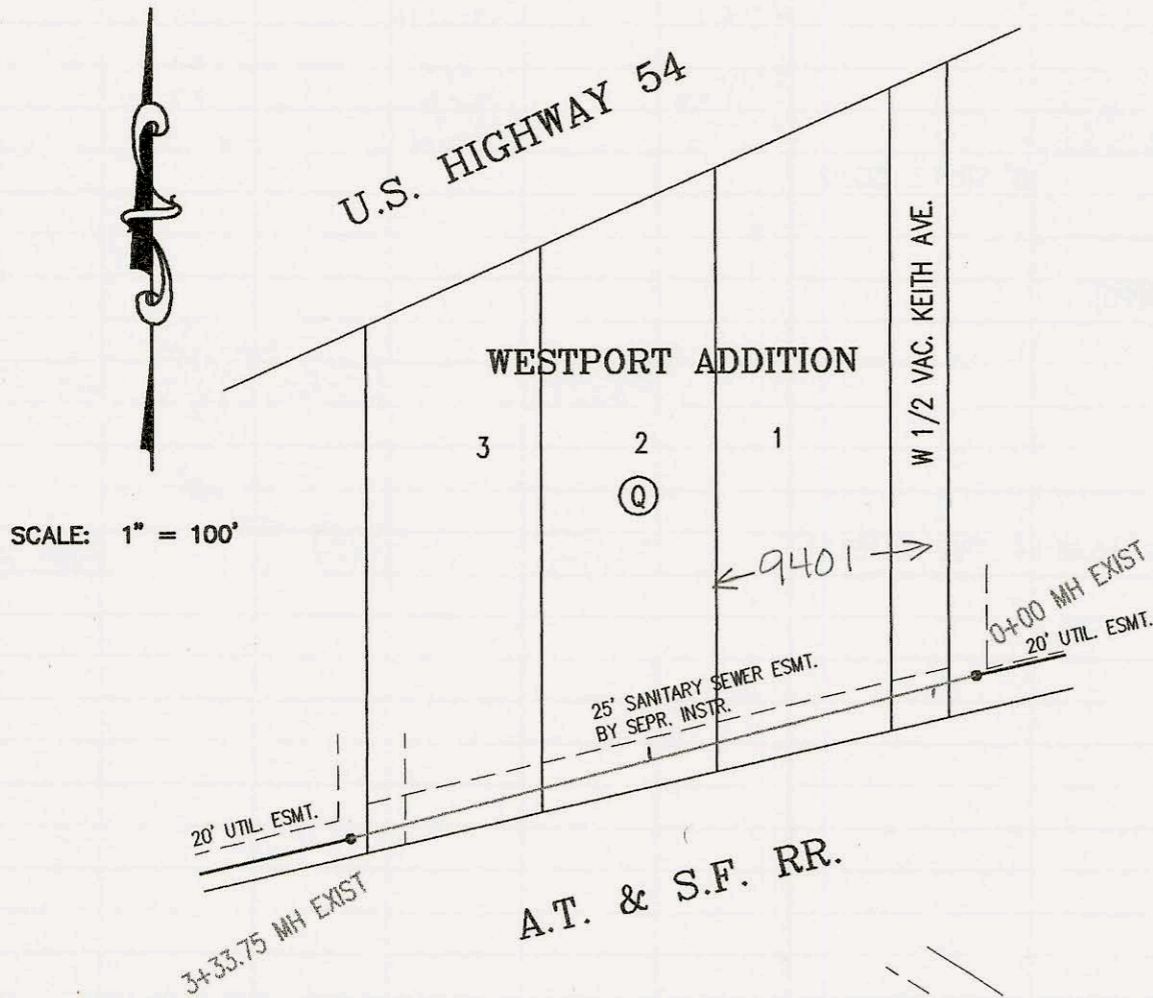 U.S. HIGHWAY 54
W 1/2 VAC. KEITH AVE.
WESTPORT ADDITION
3
2
1
Q
SCALE: 1" = 100'
9401
0+00 MH EXIST
20' UTIL. ESMT.
25' SANITARY SEWER ESMT.
BY SEPR. INSTR.
20' UTIL. ESMT.
3+33.75 MH EXIST
A.T. & S.F. RR.